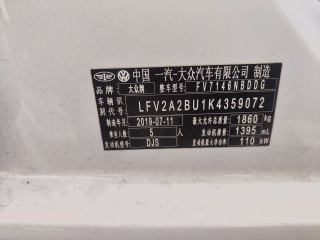 中国 一汽-大众汽车有限公司 制造
品牌 大众牌 整车型号 FV7146NBDDG
车辆识别代号 LFV2A2BU1K4359072
制造年月 2019-07-11 最大允许总质量 1860 kg
乘坐人数 5 人 发动机排量 1395 mL
发动机型号 DJS 发动机最大净功率 110 kW